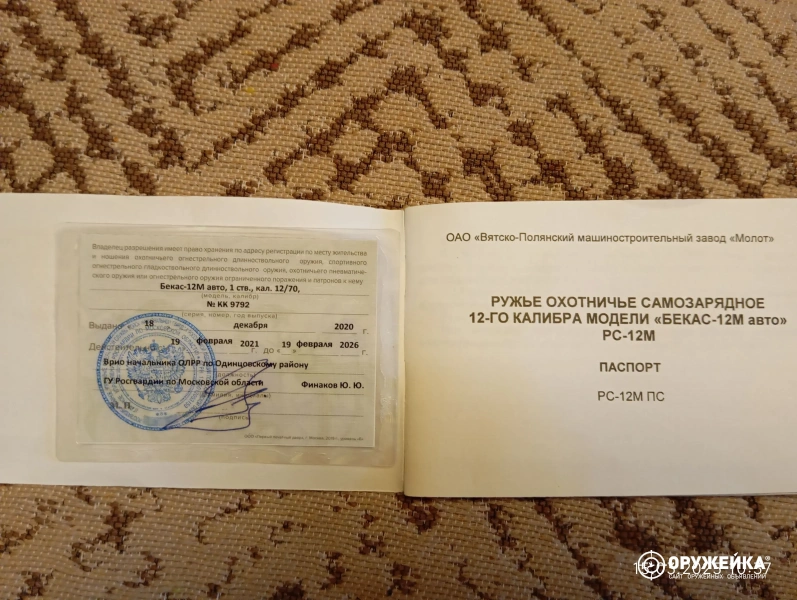 Владелец разрешения имеет право хранения по адресу регистрации по месту жительства
и ношения охотничьего огнестрельного длинноствольного оружия, спортивного
огнестрельного гладкоствольного длинноствольного оружия, охотничьего пневматиче-
ского оружия или огнестрельного оружия ограниченного поражения и патронов к нему
Бекас-12М авто, 1 ств., кал. 12/70,
(модель, калибр)
№ КК 9792
(серия, номер, год выпуска)
Выдано 18 декабря 2020 г.
19 февраля 2021 г. до « 19 февраля 2026
Врио начальника ОЛРР по Одинцовскому району
ГУ Росгвардии по Московской области Финаков Ю. Ю.
М. П.
(подпись)
ОАО «Вятско-Полянский машиностроительный завод «Молот»
РУЖЬЕ ОХОТНИЧЬЕ САМОЗАРЯДНОЕ
12-ГО КАЛИБРА МОДЕЛИ «БЕКАС-12М авто»
РС-12М
ПАСПОРТ
РС-12М ПС
ОРУЖЕЙКА®
САЙТ ОРУЖЕЙНЫХ ОБЪЯВЛЕНИЙ